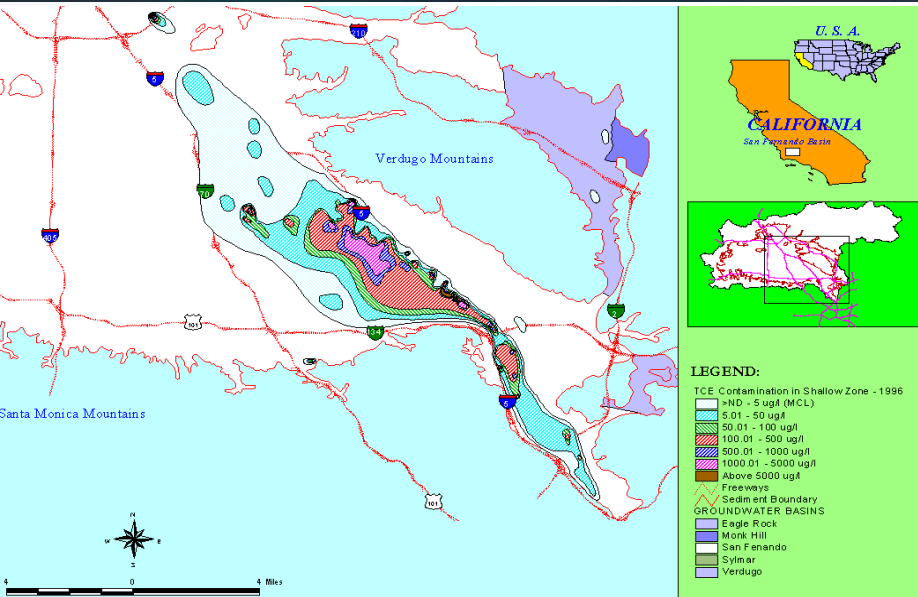 210
5
U. S. A.
CALIFORNIA
San Fernando Basin
Verdugo Mountains
170
5
405
101
134
2
5
Santa Monica Mountains
101
N
W E
S
4 0 4 Miles
LEGEND:
TCE Contamination in Shallow Zone - 1996
>ND - 5 ug/l (MCL)
5.01 - 50 ug/l
50.01 - 100 ug/l
100.01 - 500 ug/l
500.01 - 1000 ug/l
1000.01 - 5000 ug/l
Above 5000 ug/l
Freeways
Sediment Boundary
GROUNDWATER BASINS
Eagle Rock
Monk Hill
San Fenando
Sylmar
Verdugo